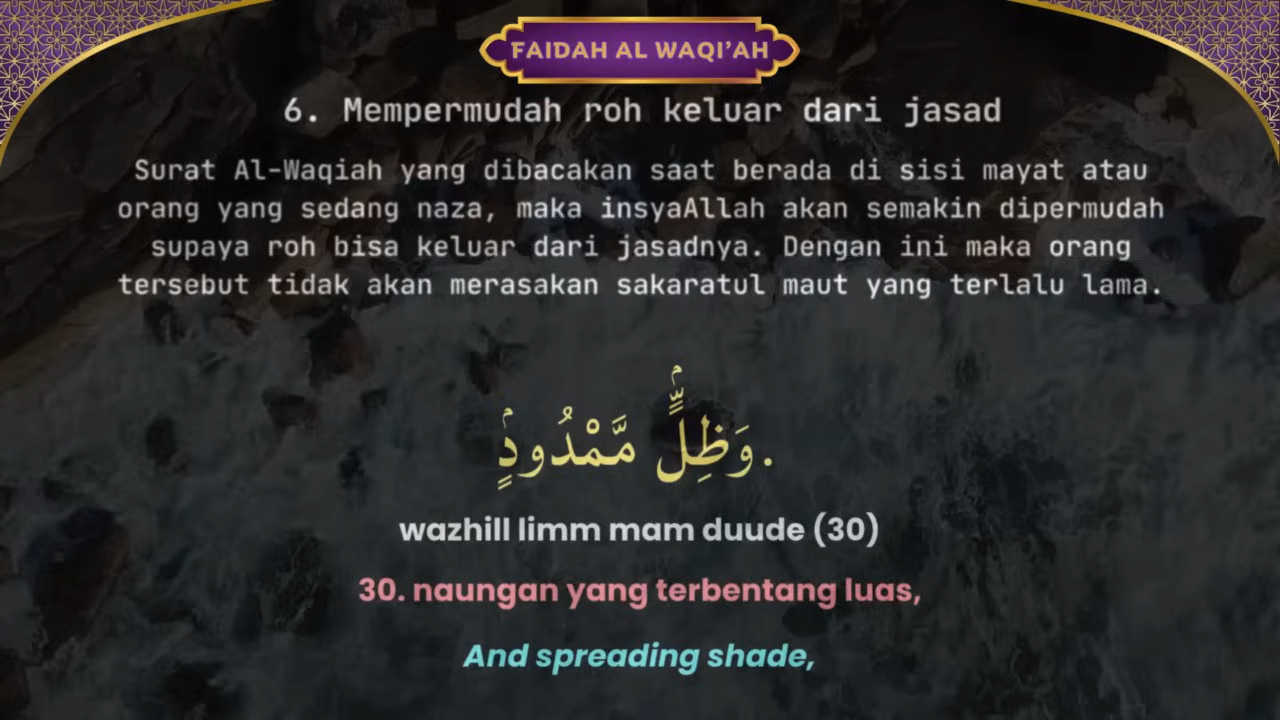 FAIDAH AL WAQI’AH
6. Mempermudah roh keluar dari jasad
Surat Al-Waqiah yang dibacakan saat berada di sisi mayat atau
orang yang sedang naza, maka insyaAllah akan semakin dipermudah
supaya roh bisa keluar dari jasadnya. Dengan ini maka orang
tersebut tidak akan merasakan sakaratul maut yang terlalu lama.
.وَظِلٍّۢ مَّمْدُودٍۢ
wazhill limm mam duude (30)
30. naungan yang terbentang luas,
And spreading shade,